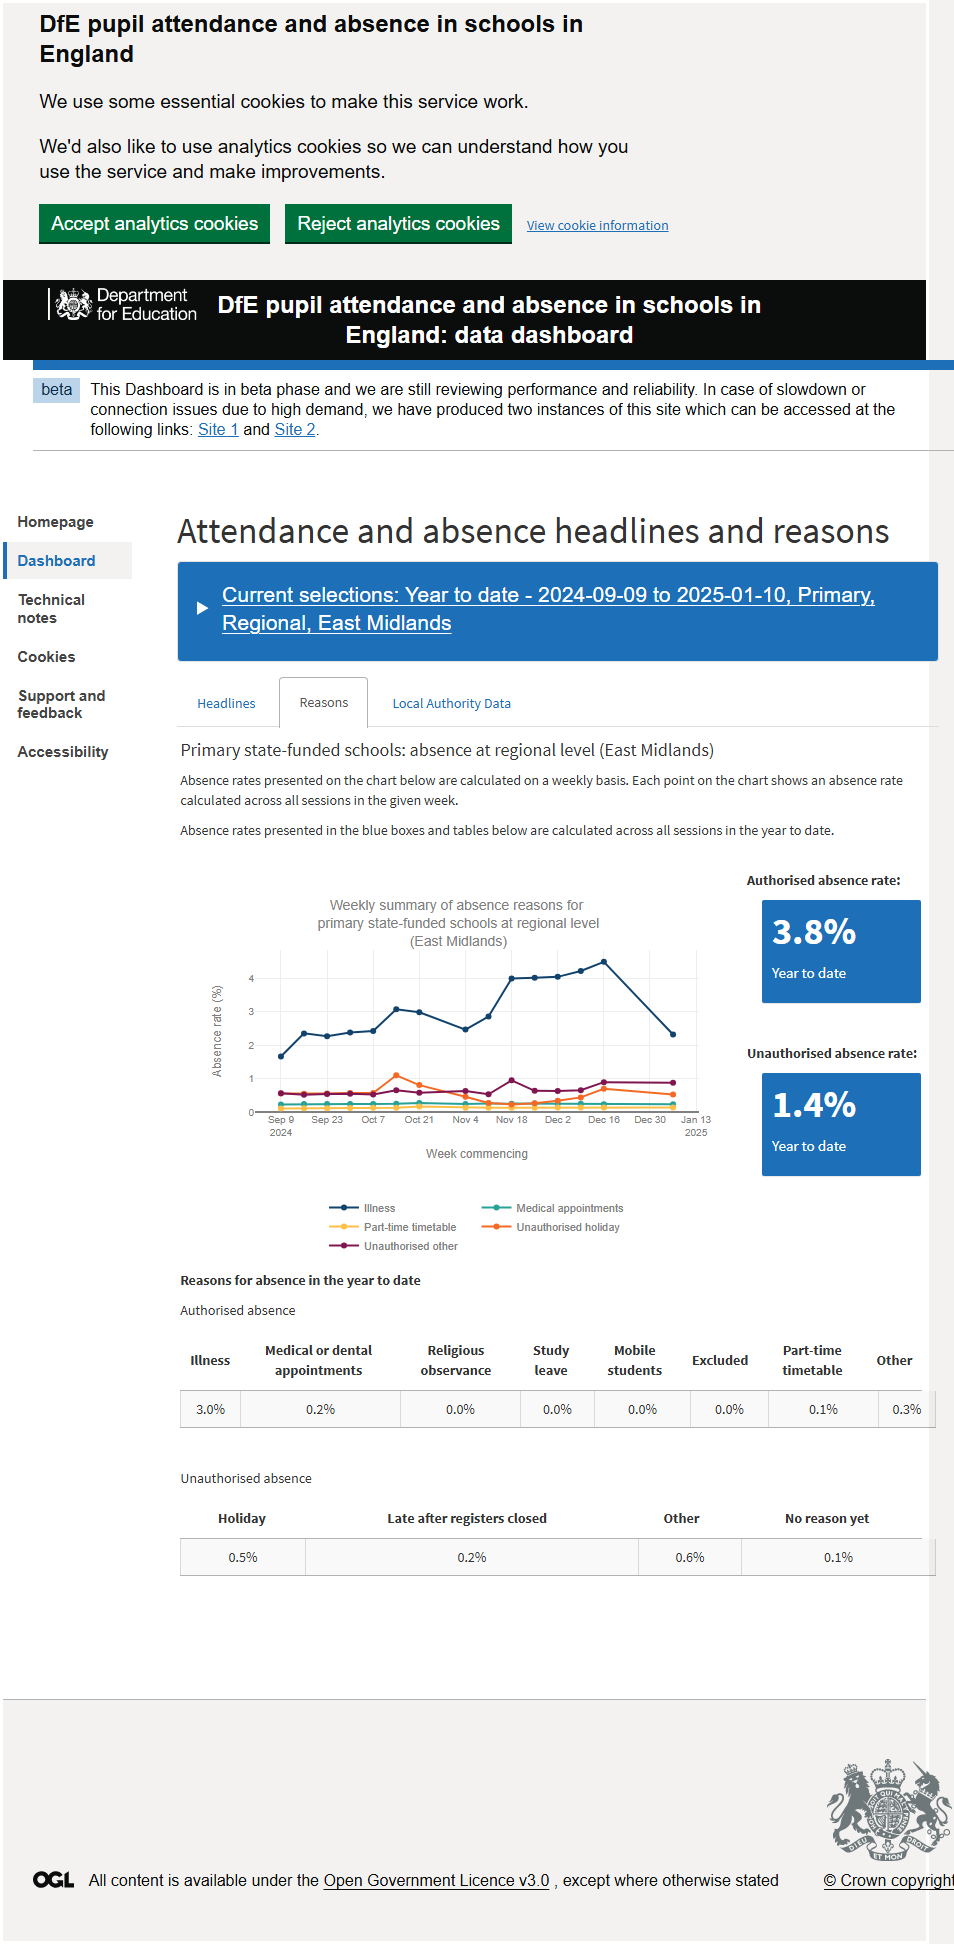 DfE pupil attendance and absence in schools in
England
We use some essential cookies to make this service work.
We'd also like to use analytics cookies so we can understand how you
use the service and make improvements.
Accept analytics cookies
Reject analytics cookies
View cookie information
Department
for Education
DfE pupil attendance and absence in schools in
England: data dashboard
beta
This Dashboard is in beta phase and we are still reviewing performance and reliability. In case of slowdown or
connection issues due to high demand, we have produced two instances of this site which can be accessed at the
following links: Site 1 and Site 2.
Homepage
Dashboard
Technical
notes
Cookies
Support and
feedback
Accessibility
Attendance and absence headlines and reasons
Current selections: Year to date - 2024-09-09 to 2025-01-10, Primary,
Regional, East Midlands
Headlines
Reasons
Local Authority Data
Primary state-funded schools: absence at regional level (East Midlands)
Absence rates presented on the chart below are calculated on a weekly basis. Each point on the chart shows an absence rate
calculated across all sessions in the given week.
Absence rates presented in the blue boxes and tables below are calculated across all sessions in the year to date.
Weekly summary of absence reasons for
primary state-funded schools at regional level
(East Midlands)
Absence rate (%)
4
3
2
1
0
Sep 9
2024
Sep 23
Oct 7
Oct 21
Nov 4
Nov 18
Dec 2
Dec 16
Dec 30
Jan 13
2025
Week commencing
Illness
Medical appointments
Part-time timetable
Unauthorised holiday
Unauthorised other
Authorised absence rate:
3.8%
Year to date
Unauthorised absence rate:
1.4%
Year to date
Reasons for absence in the year to date
Authorised absence
Illness
Medical or dental
appointments
Religious
observance
Study
leave
Mobile
students
Excluded
Part-time
timetable
Other
3.0% 0.2% 0.0% 0.0% 0.0% 0.0% 0.1% 0.3%
Unauthorised absence
Holiday Late after registers closed Other No reason yet
0.5% 0.2% 0.6% 0.1%
DIEU ET MON DROIT
OGL
All content is available under the Open Government Licence v3.0 , except where otherwise stated
© Crown copyright